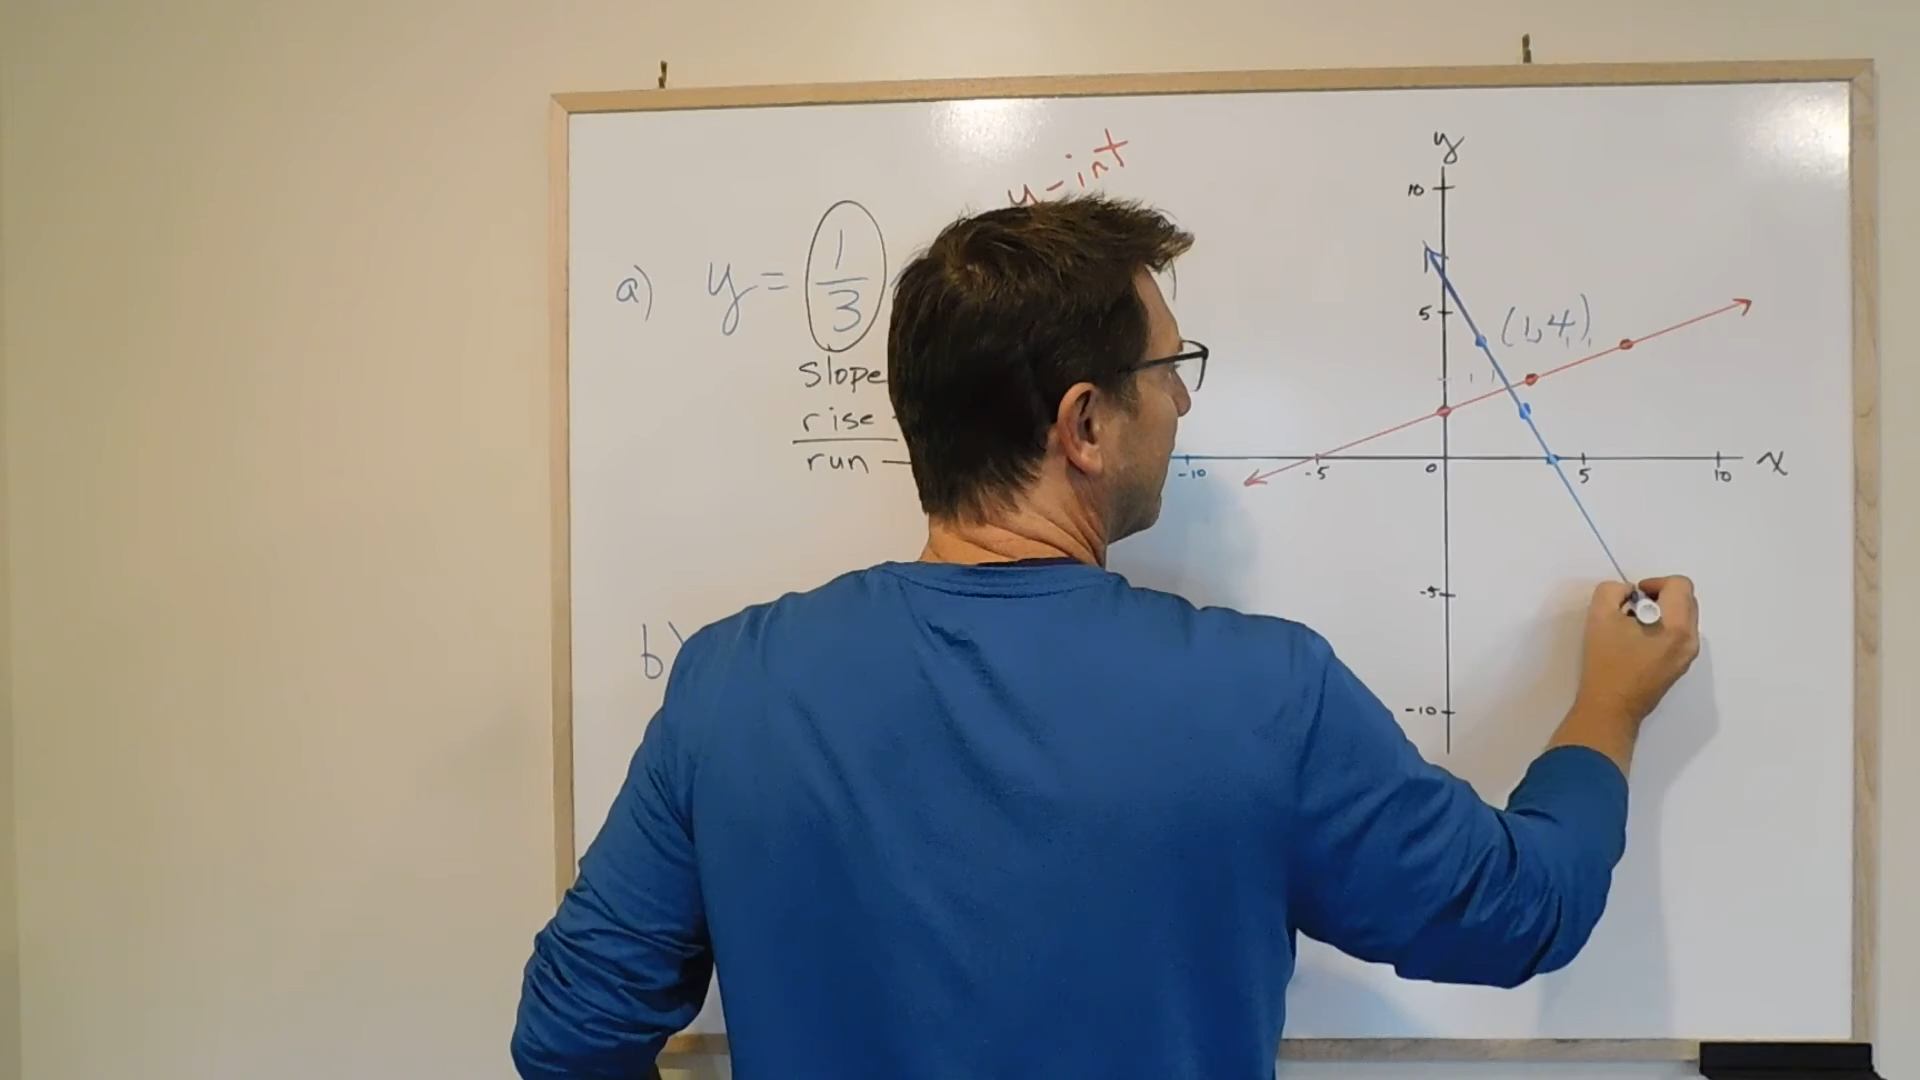 y-int
a) y = 1/3
slope
rise
run
b)
y
10
5
(1,4)
-10 -5 0 5 10 x
-5
-10